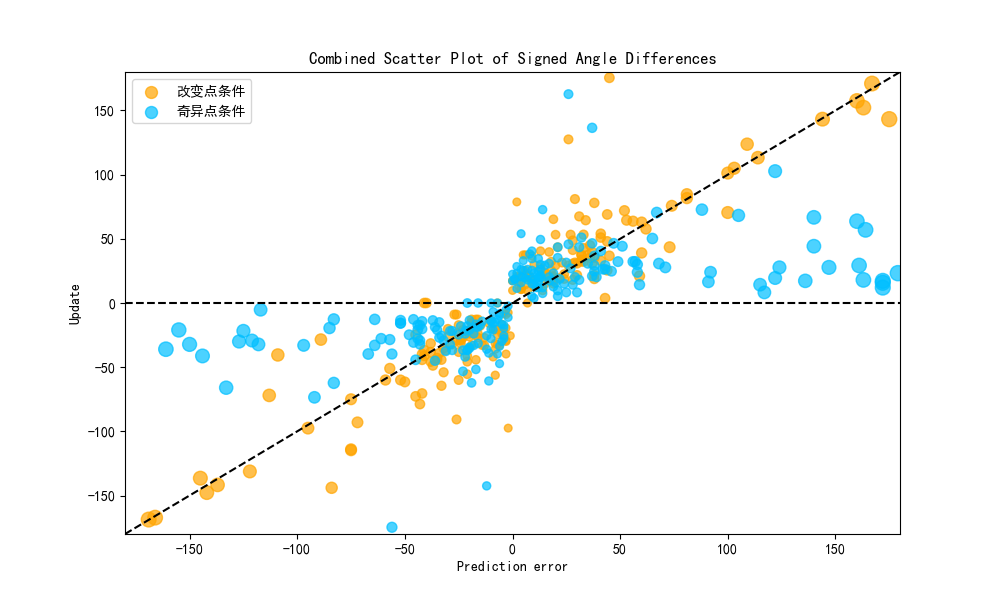 Combined Scatter Plot of Signed Angle Differences
改变点条件
奇异点条件
150
100
50
0
−50
−100
−150
Update
−150 −100 −50 0 50 100 150
Prediction error